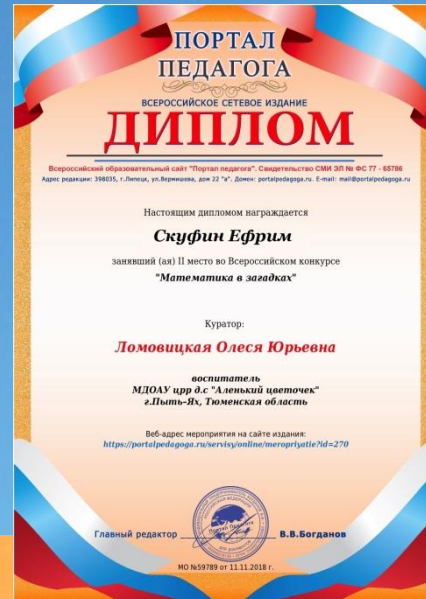 ПОРТАЛ
ПЕДАГОГА
ВСЕРОССИЙСКОЕ СЕТЕВОЕ ИЗДАНИЕ
ДИПЛОМ
Всероссийский образовательный сайт "Портал педагога". Свидетельство СМИ ЭЛ № ФС 77 - 65786
Адрес редакции: 398035, г.Липецк, ул.Вермишева, дом 22 "а". Домен: portalpedagoga.ru. E-mail: mail@portalpedagoga.ru
Настоящим дипломом награждается
Скуфин Ефрим
занявший (ая) II место во Всероссийском конкурсе
"Математика в загадках"
Куратор:
Ломовицкая Олеся Юрьевна
воспитатель
МДОАУ црр д.с "Аленький цветочек"
г.Пыть-Ях, Тюменская область
Веб-адрес мероприятия на сайте издания:
https://portalpedagoga.ru/servisy/online/meropriyatie?id=270
Главный редактор
В.В.Богданов
МО №59789 от 11.11.2018 г.